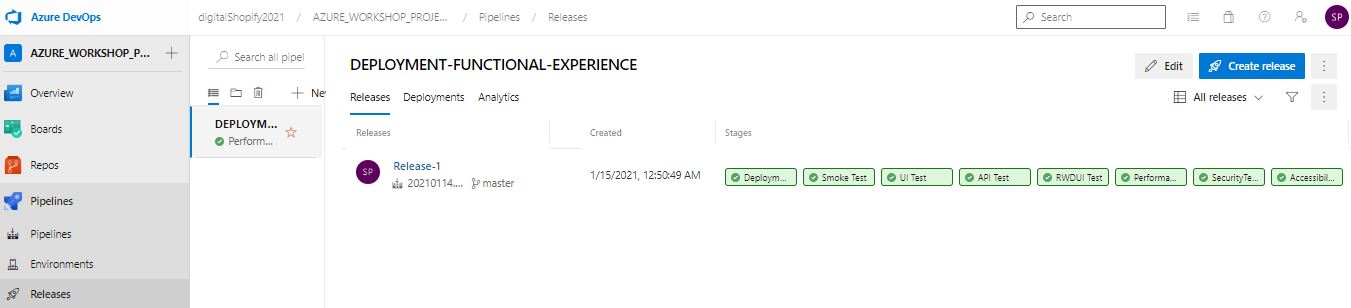 Azure DevOps
digitalShopify2021 / AZURE_WORKSHOP_PROJE... / Pipelines / Releases
Search
SP
A AZURE_WORKSHOP_P... +
Overview
Boards
Repos
Pipelines
Pipelines
Environments
Releases
Search all pipel
+ Nev
DEPLOYM...
Performa...
DEPLOYMENT-FUNCTIONAL-EXPERIENCE
Edit
Create release
Releases Deployments Analytics
All releases
Releases Created Stages
SP Release-1
20210114.... master
1/15/2021, 12:50:49 AM
Deploym... Smoke Test UI Test API Test RWDUI Test Performa... SecurityTe... Accessibil...